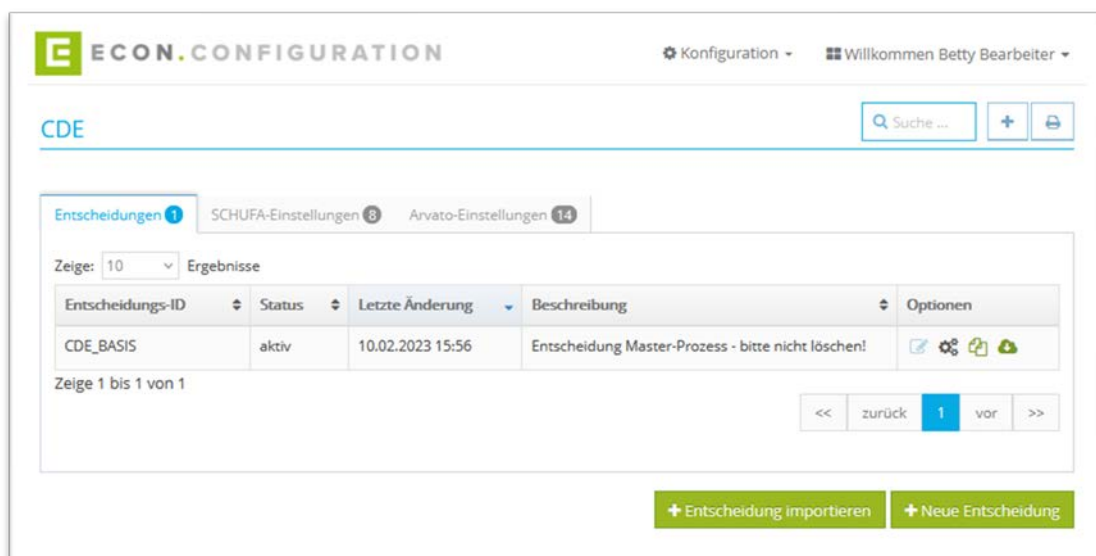 E ECON.CONFIGURATION Konfiguration Willkommen Betty Bearbeiter
CDE Suche ...
Entscheidungen 1 SCHUFA-Einstellungen 8 Arvato-Einstellungen 14
Zeige: 10 Ergebnisse
Entscheidungs-ID Status Letzte Änderung Beschreibung Optionen
CDE_BASIS aktiv 10.02.2023 15:56 Entscheidung Master-Prozess - bitte nicht löschen!
Zeige 1 bis 1 von 1
<< zurück 1 vor >>
+ Entscheidung importieren + Neue Entscheidung